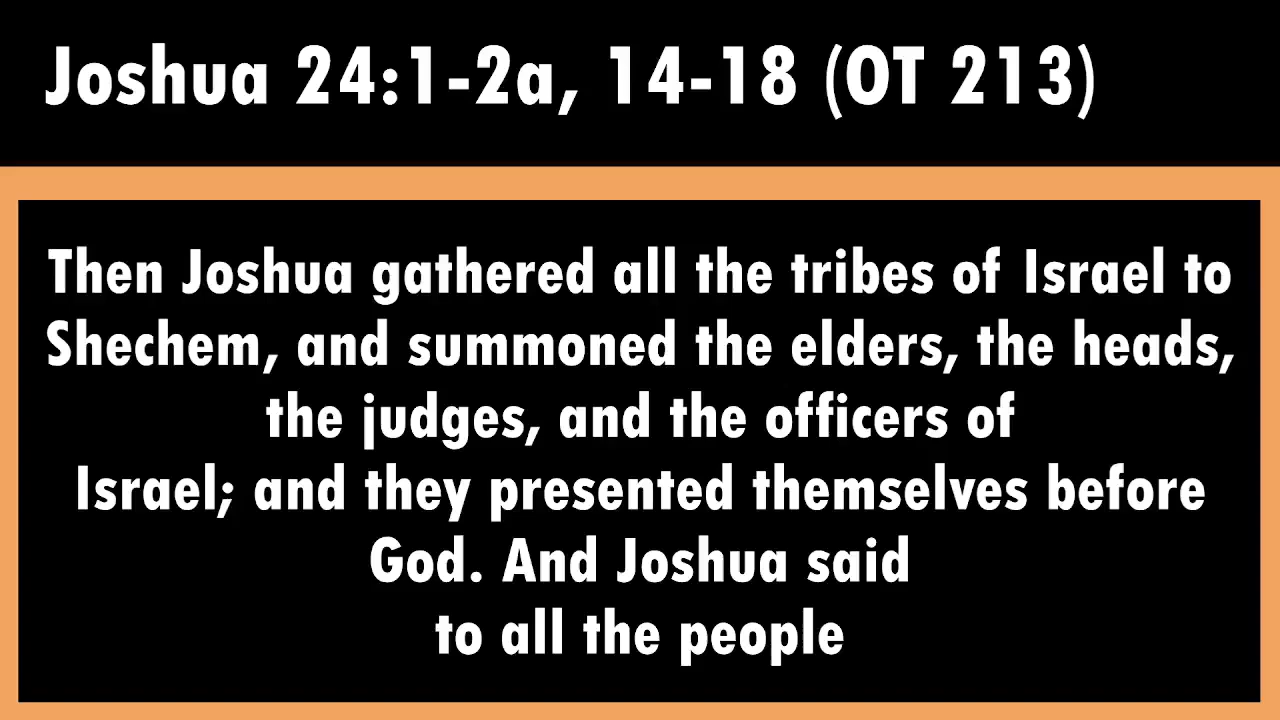 Joshua 24:1-2a, 14-18 (OT 213)
Then Joshua gathered all the tribes of Israel to
Shechem, and summoned the elders, the heads,
the judges, and the officers of
Israel; and they presented themselves before
God. And Joshua said
to all the people